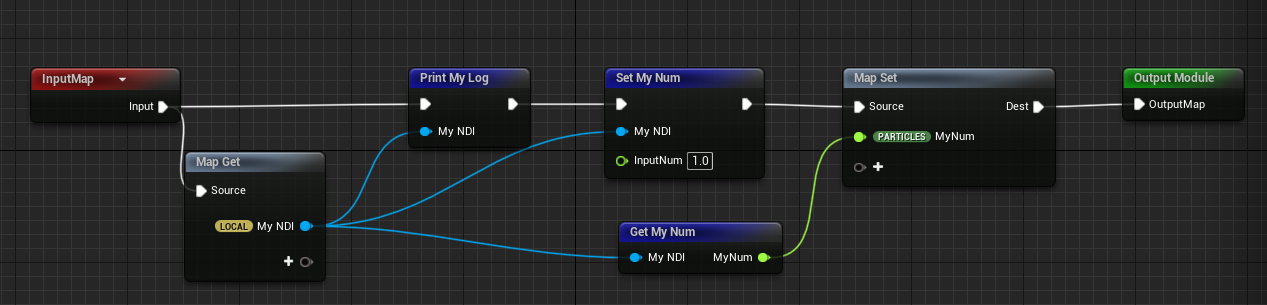 InputMap
Input
Map Get
Source
LOCAL My NDI
Print My Log
My NDI
Set My Num
My NDI
InputNum 1.0
Get My Num
My NDI MyNum
Map Set
Source Dest
PARTICLES MyNum
Output Module
OutputMap